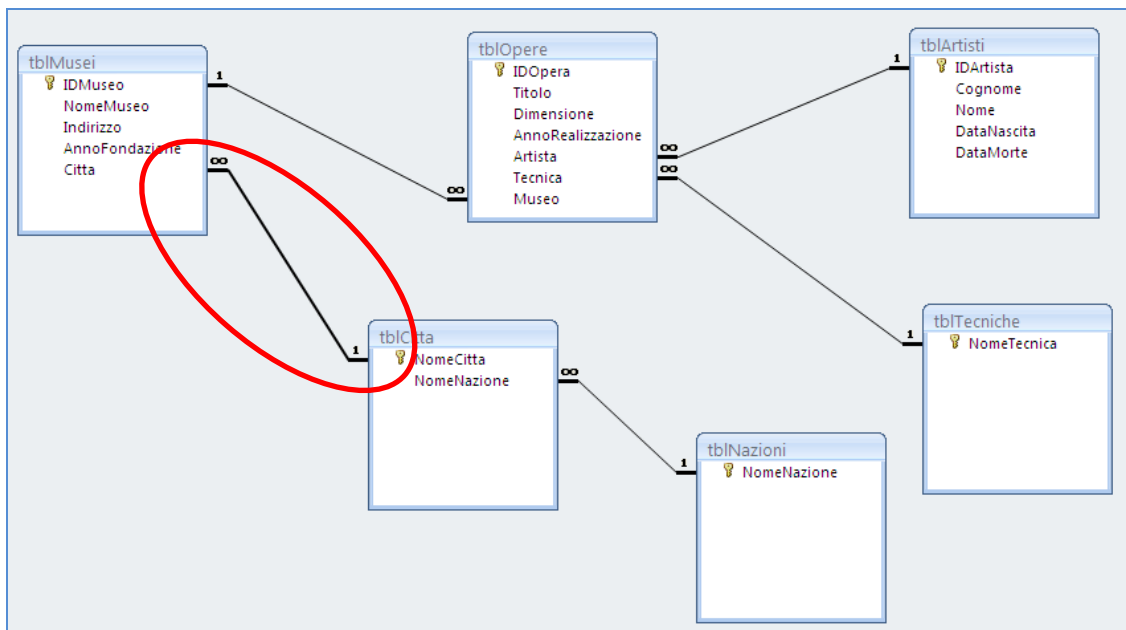 tblMusei
IDMuseo
NomeMuseo
Indirizzo
AnnoFondazione
Citta
1
∞
tblOpere
IDOpera
Titolo
Dimensione
AnnoRealizzazione
Artista
Tecnica
Museo
∞
∞
∞
tblArtisti
IDArtista
Cognome
Nome
DataNascita
DataMorte
1
tblCitta
NomeCitta
NomeNazione
1
∞
tblTecniche
NomeTecnica
1
tblNazioni
NomeNazione
1